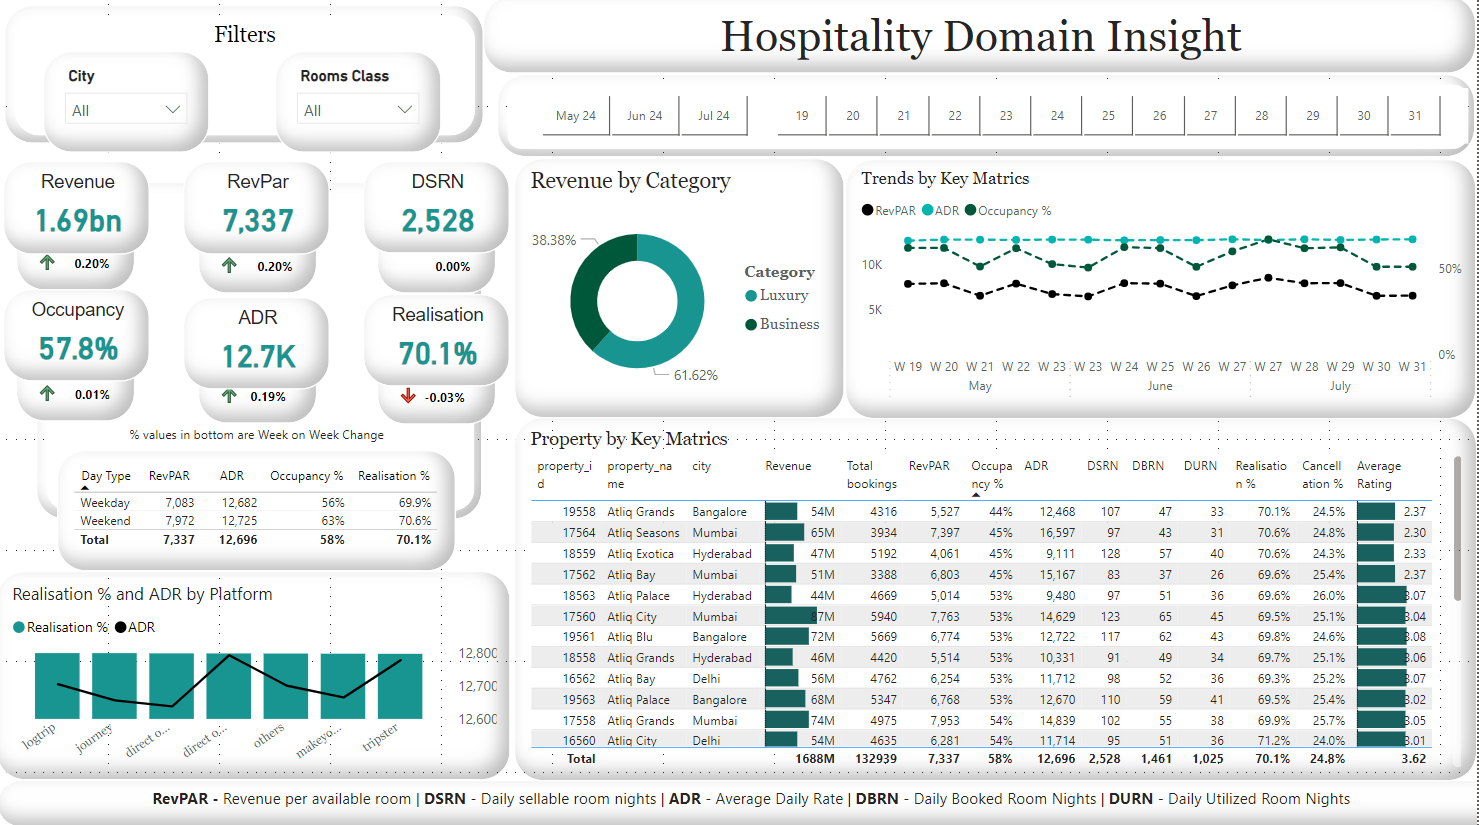 Filters
City
Rooms Class
All
All
Hospitality Domain Insight
May 24 Jun 24 Jul 24 19 20 21 22 23 24 25 26 27 28 29 30 31
Revenue
1.69bn
0.20%
RevPar
7,337
0.20%
DSRN
2,528
0.00%
Occupancy
57.8%
0.01%
ADR
12.7K
0.19%
Realisation
70.1%
-0.03%
% values in bottom are Week on Week Change
Day Type RevPAR ADR Occupancy % Realisation %
Weekday 7,083 12,682 56% 69.9%
Weekend 7,972 12,725 63% 70.6%
Total 7,337 12,696 58% 70.1%
Realisation % and ADR by Platform
Realisation % ADR
12,800
12,700
12,600
logtrip journey direct o... direct o... others makeyo... tripster
Revenue by Category
38.38%
61.62%
Category
Luxury
Business
Trends by Key Matrics
RevPAR ADR Occupancy %
10K
5K
50%
0%
W 19 W 20 W 21 W 22 W 23 W 23 W 24 W 25 W 26 W 27 W 27 W 28 W 29 W 30 W 31
May June July
Property by Key Matrics
property_i
d
property_na
me
city
Revenue
Total
bookings
RevPAR
Occupa
ncy %
ADR
DSRN
DBRN
DURN
Realisatio
n %
Cancell
ation %
Average
Rating
19558 Atliq Grands Bangalore 54M 4316 5,527 44% 12,468 107 47 33 70.1% 24.5% 2.37
17564 Atliq Seasons Mumbai 65M 3934 7,397 45% 16,597 97 43 31 70.6% 24.8% 2.30
18559 Atliq Exotica Hyderabad 47M 5192 4,061 45% 9,111 128 57 40 70.6% 24.3% 2.33
17562 Atliq Bay Mumbai 51M 3388 6,803 45% 15,167 83 37 26 69.6% 25.4% 2.37
18563 Atliq Palace Hyderabad 44M 4669 5,014 53% 9,480 97 51 36 69.6% 26.0% 3.07
17560 Atliq City Mumbai 87M 5940 7,763 53% 14,629 123 65 45 69.5% 25.1% 3.04
19561 Atliq Blu Bangalore 72M 5669 6,774 53% 12,722 117 62 43 69.8% 24.6% 3.08
18558 Atliq Grands Hyderabad 46M 4420 5,514 53% 10,331 91 49 34 69.7% 25.1% 3.06
16562 Atliq Bay Delhi 56M 4762 6,254 53% 11,712 98 52 36 69.3% 25.2% 3.07
19563 Atliq Palace Bangalore 68M 5347 6,768 53% 12,670 110 59 41 69.5% 25.4% 3.02
17558 Atliq Grands Mumbai 74M 4975 7,953 54% 14,839 102 55 38 69.9% 25.7% 3.05
16560 Atliq City Delhi 54M 4635 6,281 54% 11,714 95 51 36 71.2% 24.0% 3.01
Total 1688M 132939 7,337 58% 12,696 2,528 1,461 1,025 70.1% 24.8% 3.62
RevPAR - Revenue per available room | DSRN - Daily sellable room nights | ADR - Average Daily Rate | DBRN - Daily Booked Room Nights | DURN - Daily Utilized Room Nights